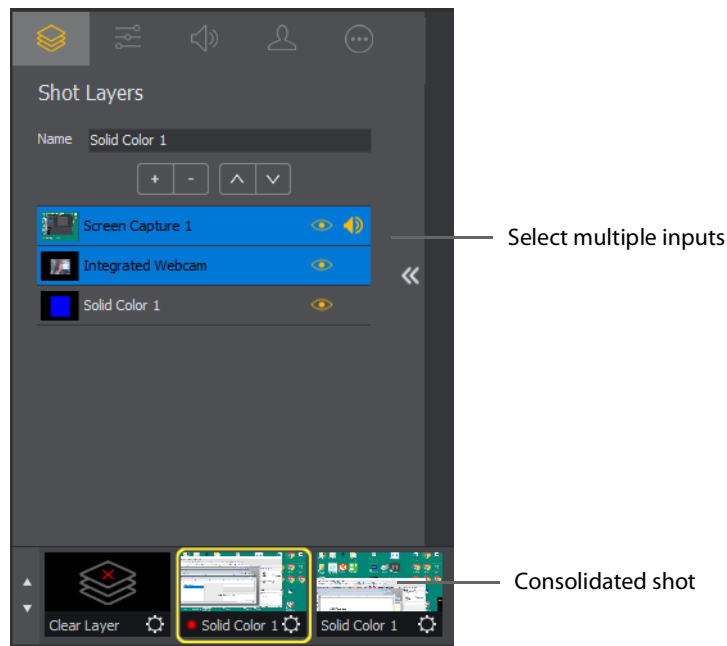 Shot Layers
Name Solid Color 1
+ -
Screen Capture 1
Select multiple inputs
Integrated Webcam
Solid Color 1
Consolidated shot
Clear Layer Solid Color 1 Solid Color 1